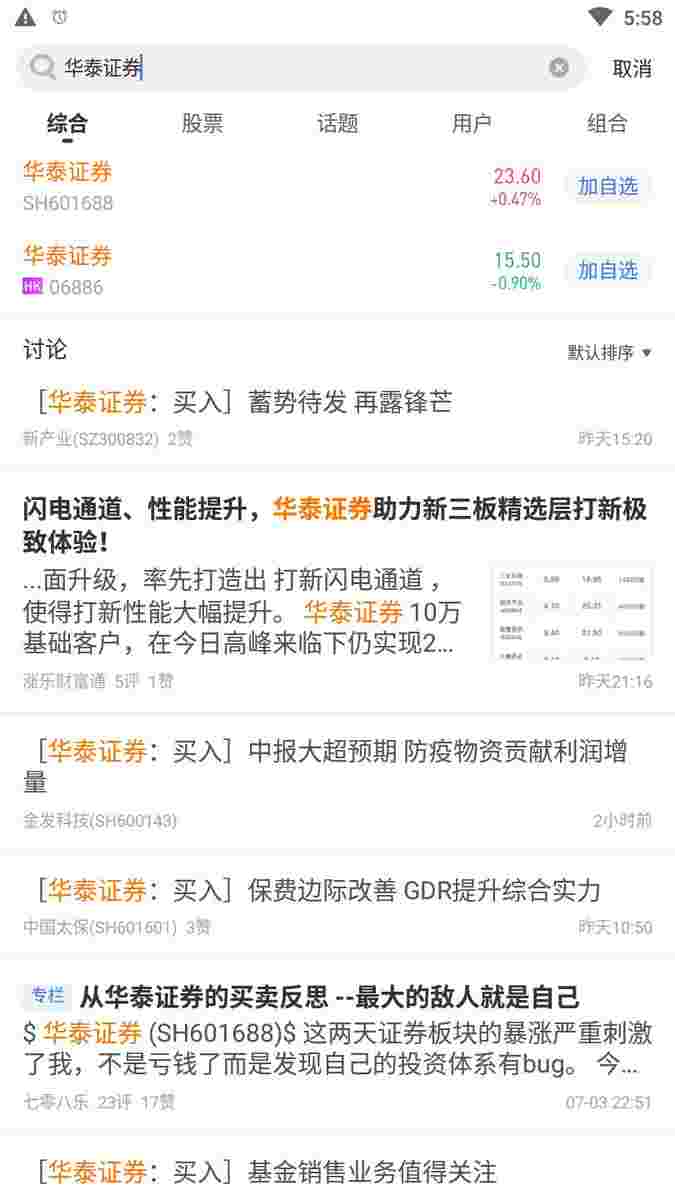 5:58
华泰证券
取消
综合 股票 话题 用户 组合
华泰证券 23.60 加自选
SH601688 +0.47%
华泰证券 15.50 加自选
HK 06886 -0.90%
讨论 默认排序
［华泰证券：买入］蓄势待发 再露锋芒
新产业(SZ300832) 2赞 昨天15:20
闪电通道、性能提升，华泰证券助力新三板精选层打新极
致体验！
...面升级，率先打造出 打新闪电通道，
使得打新性能大幅提升。 华泰证券 10万
基础客户，在今日高峰来临下仍实现2...
涨乐财富通 5评 1赞 昨天21:16
［华泰证券：买入］中报大超预期 防疫物资贡献利润增
量
金发科技(SH600143) 2小时前
［华泰证券：买入］保费边际改善 GDR提升综合实力
中国太保(SH601601) 3赞 昨天10:50
专栏 从华泰证券的买卖反思 --最大的敌人就是自己
$ 华泰证券 (SH601688)$ 这两天证券板块的暴涨严重刺激
了我，不是亏钱了而是发现自己的投资体系有bug。 今...
七零八乐 23评 17赞 07-03 22:51
［华泰证券：买入］基金销售业务值得关注